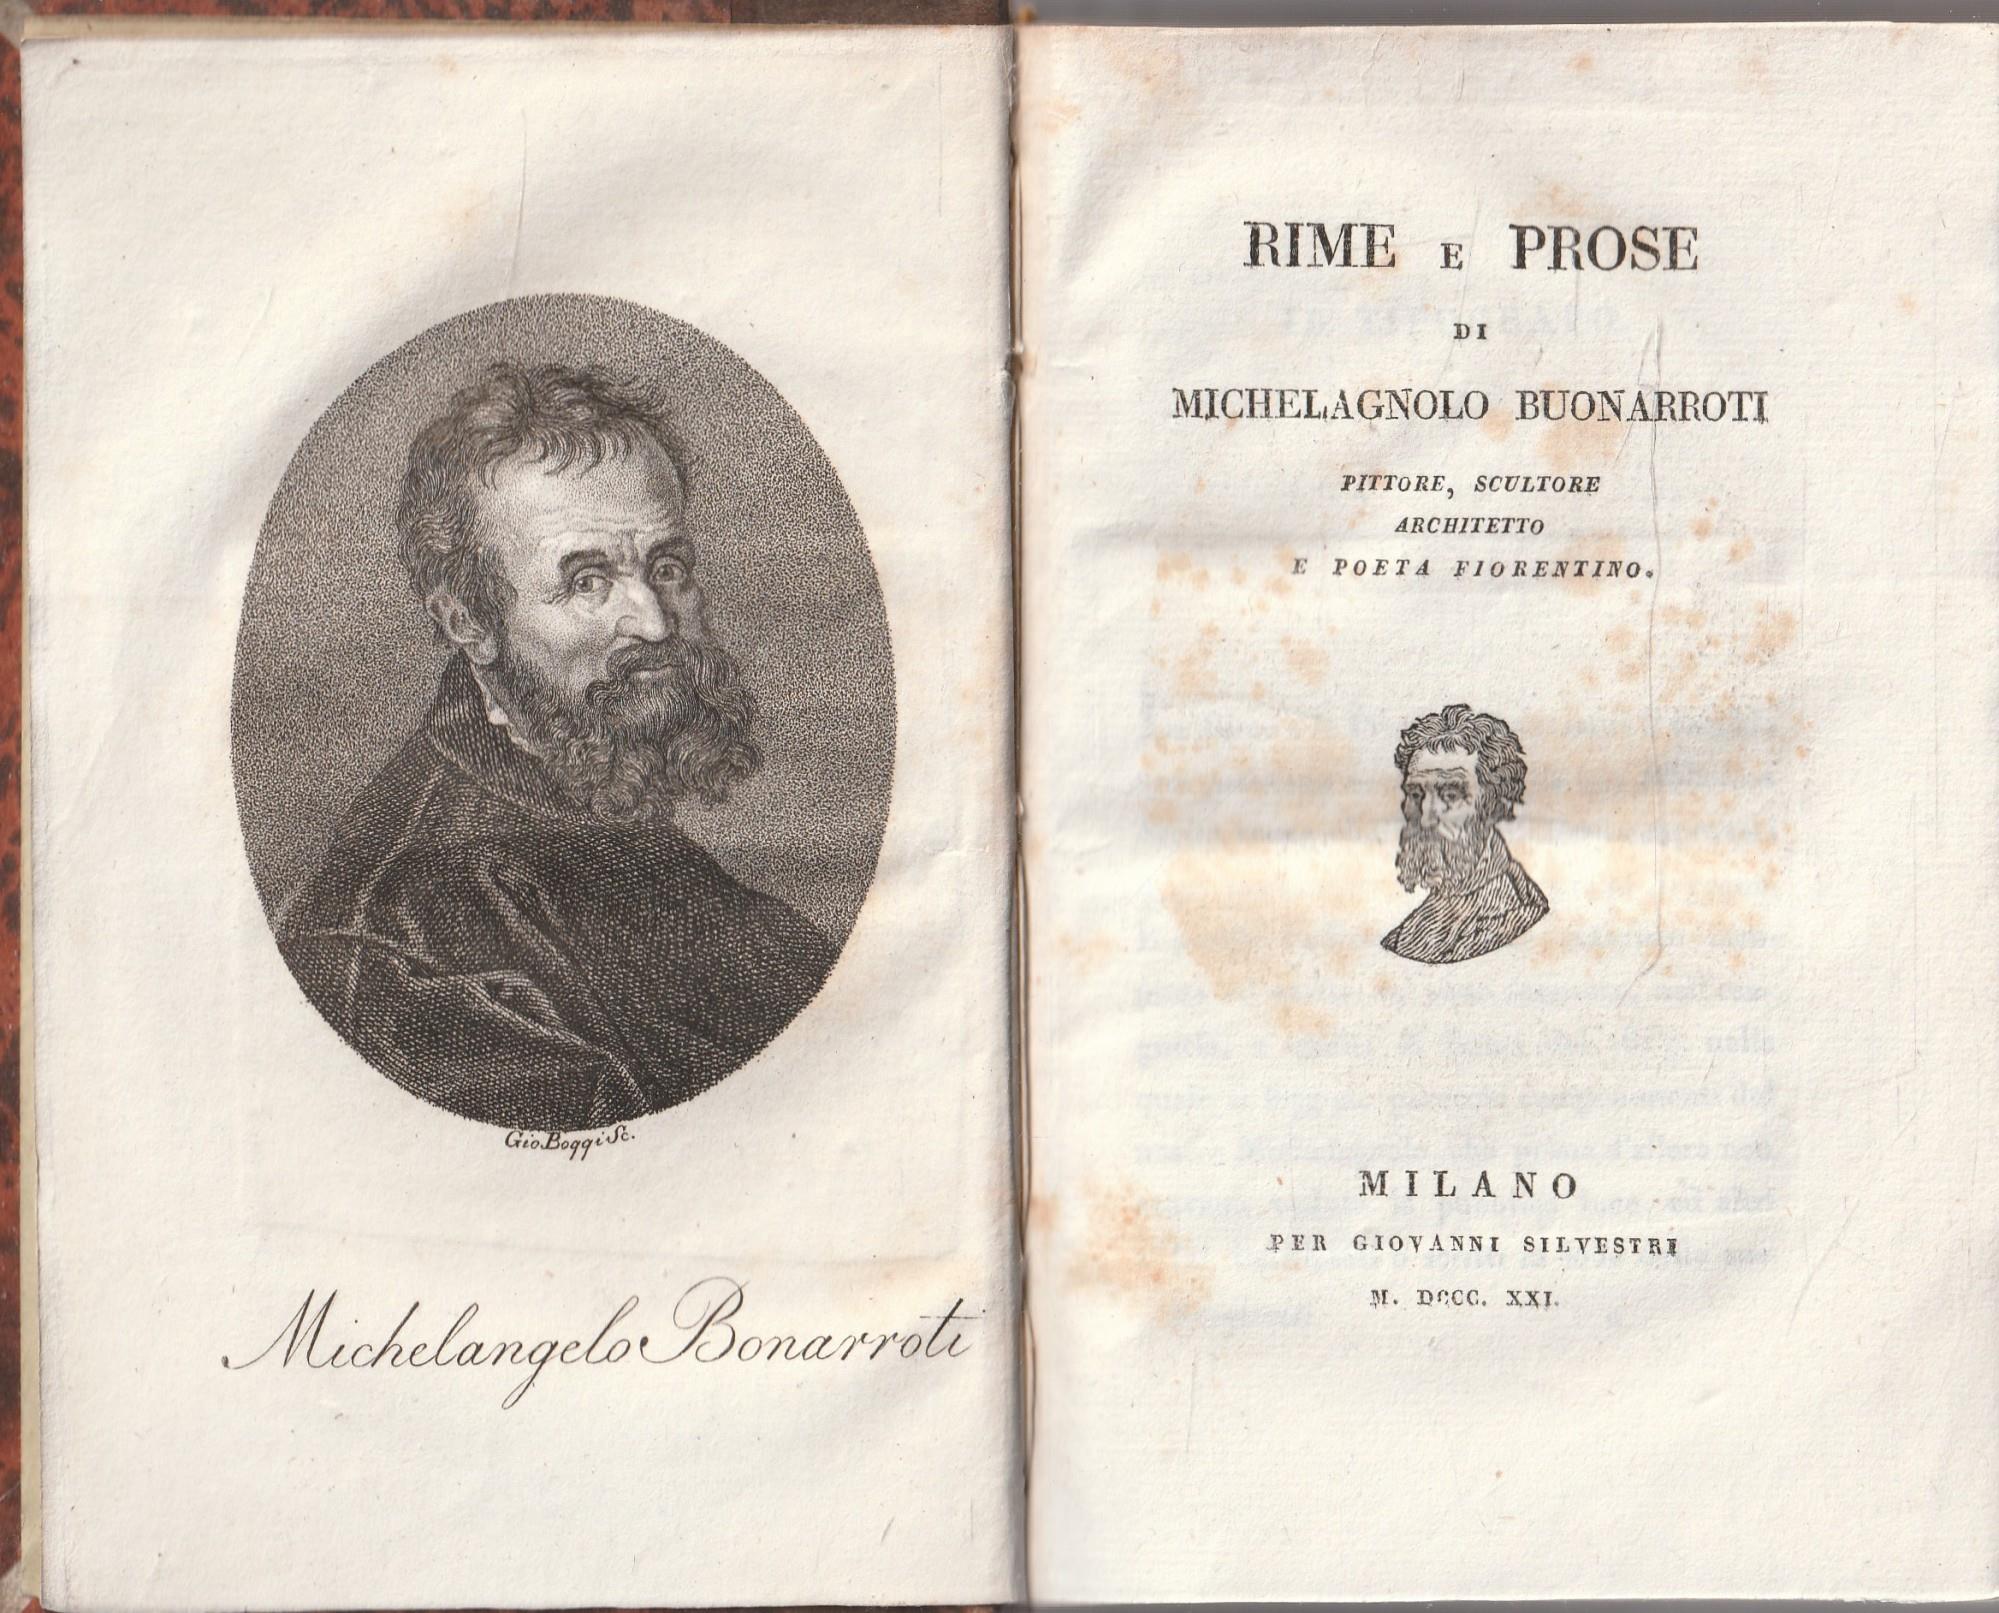 Gio. Boggi Sc.
Michelangelo Bonarroti
RIME E PROSE
DI
MICHELAGNOLO BUONARROTI
PITTORE, SCULTORE
ARCHITETTO
E POETA FIORENTINO.
MILANO
PER GIOVANNI SILVESTRI
M. DCCC. XXI.